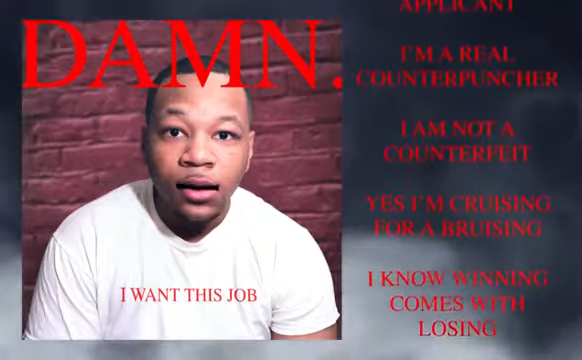 DAMN.
I WANT THIS JOB
APPLICANT
I'M A REAL
COUNTERPUNCHER
I AM NOT A
COUNTERFEIT
YES I'M CRUISING
FOR A BRUISING
I KNOW WINNING
COMES WITH
LOSING